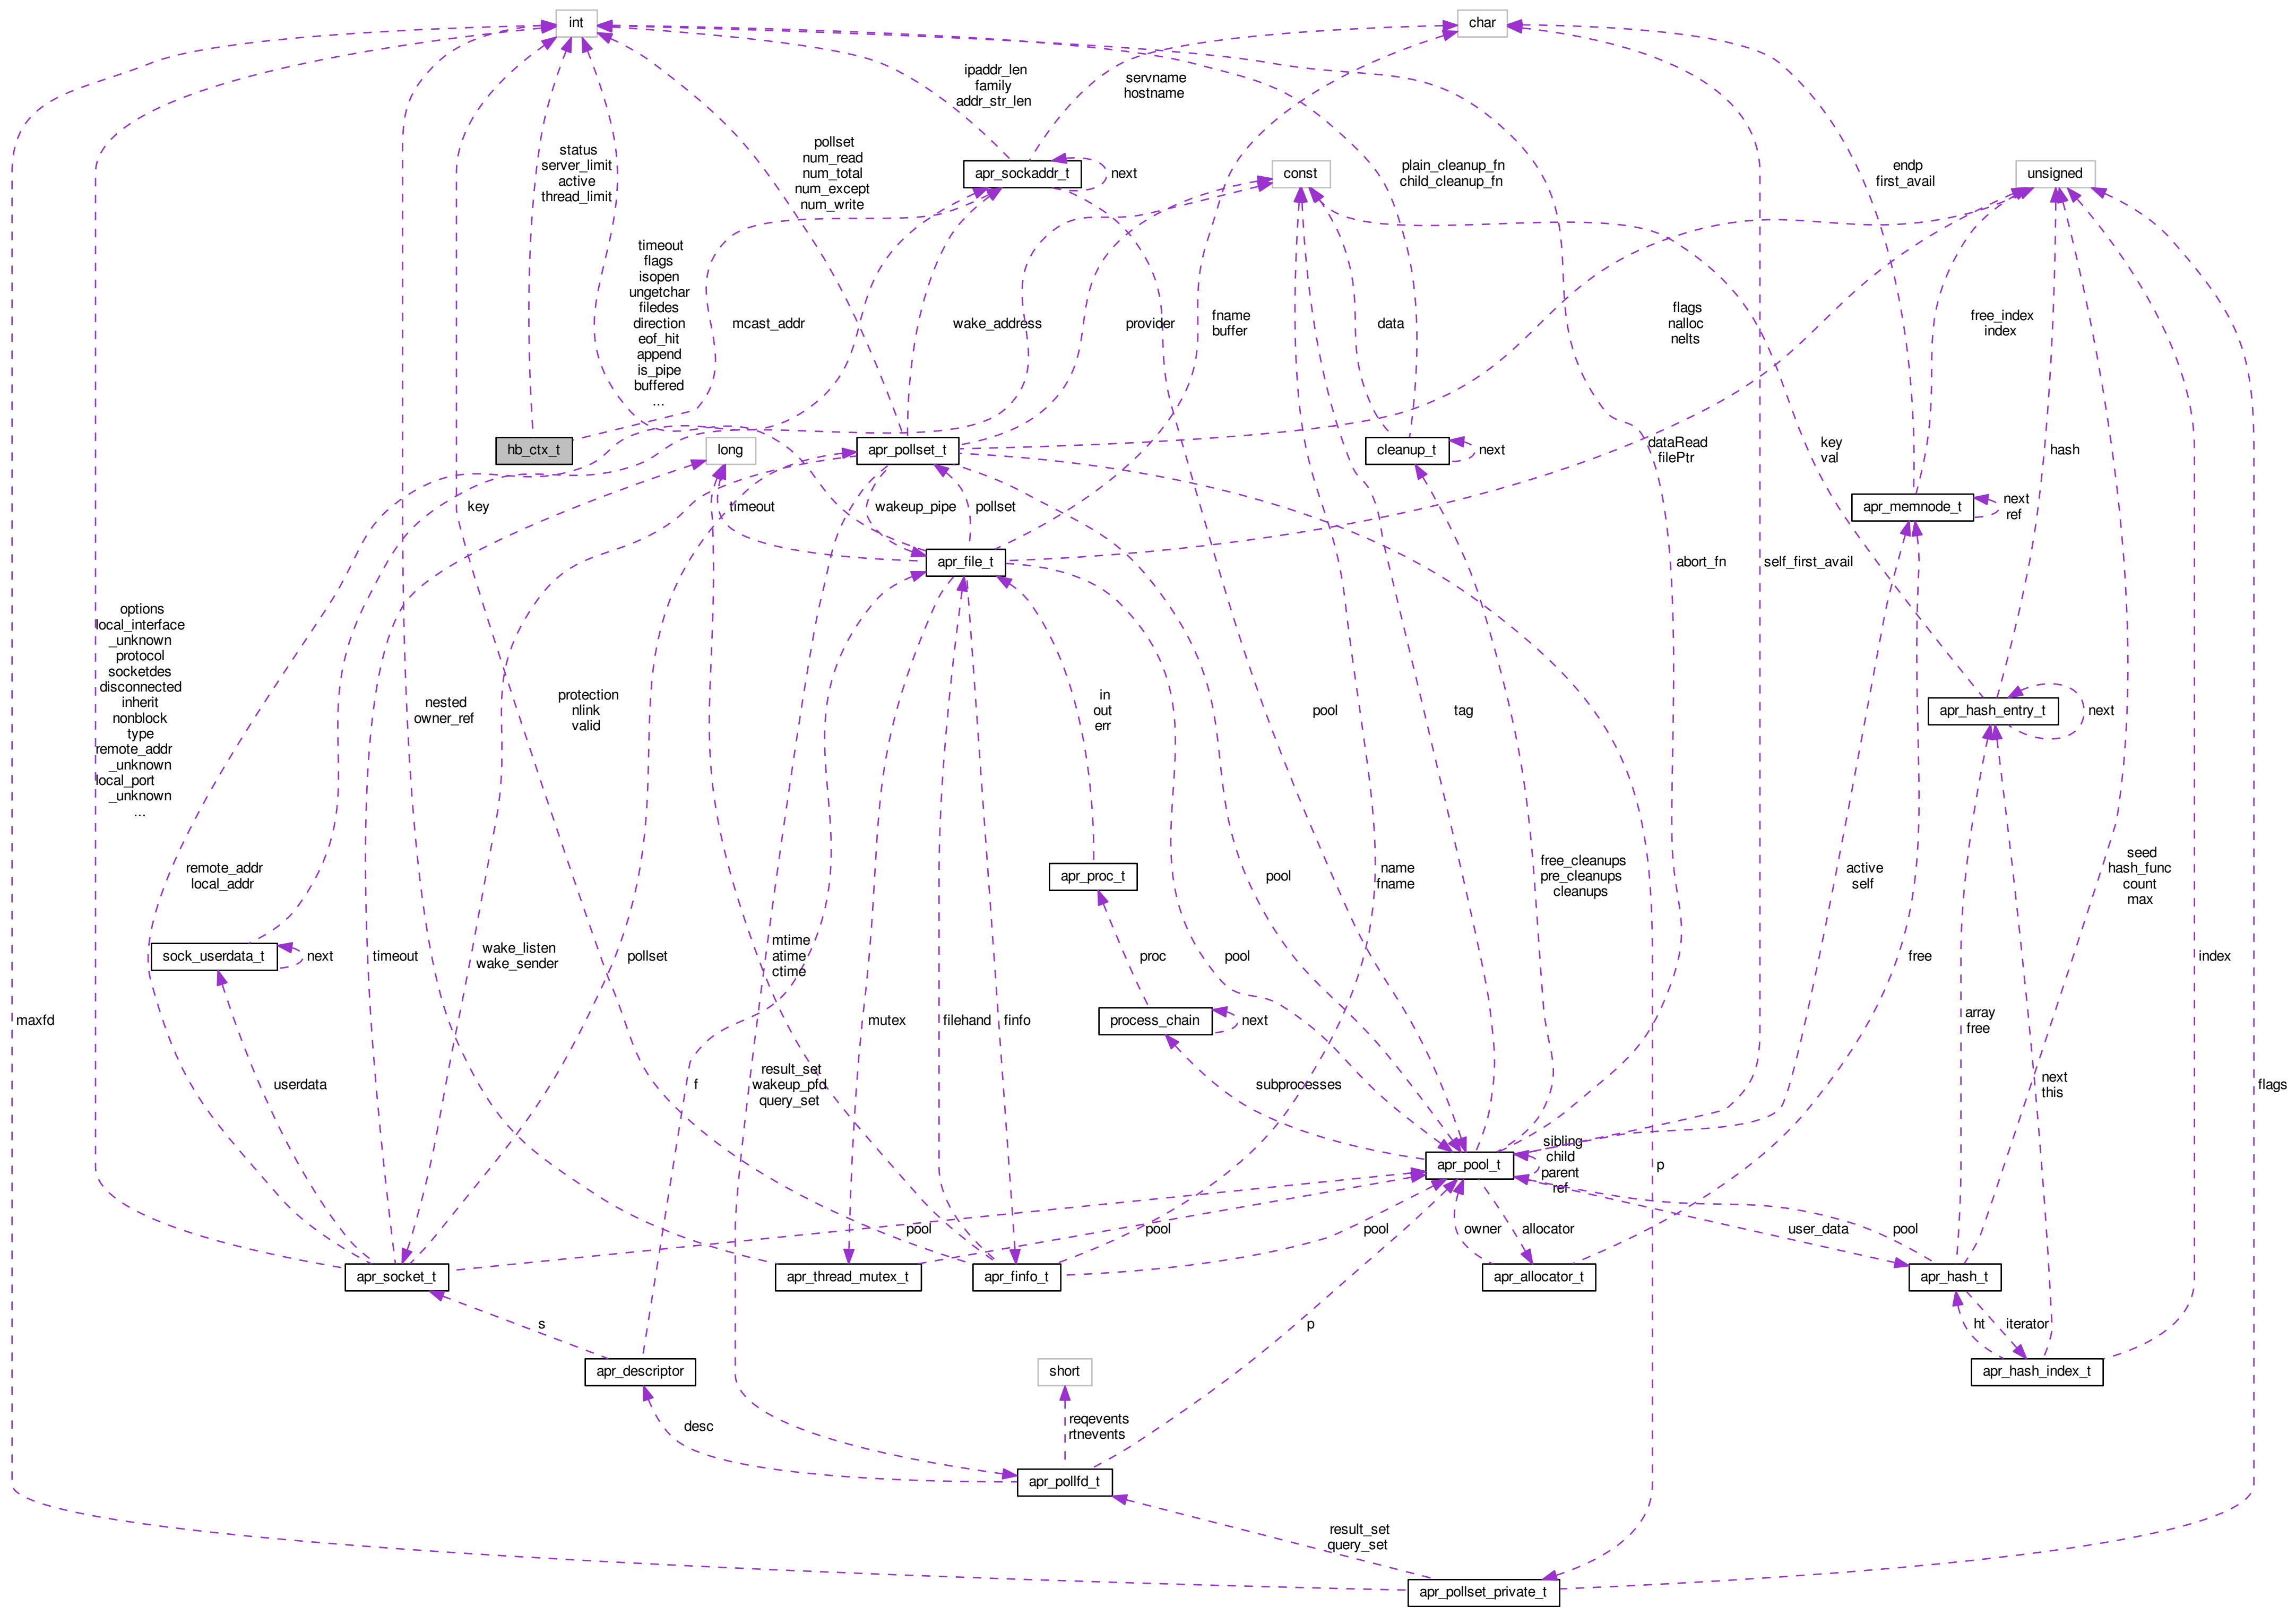 int
char
ipaddr_len
family
addr_str_len
servname
hostname
status
server_limit
active
thread_limit
pollset
num_read
num_total
num_except
num_write
apr_sockaddr_t
next
const
plain_cleanup_fn
child_cleanup_fn
endp
first_avail
unsigned
timeout
flags
isopen
ungetchar
filedes
direction
eof_hit
append
is_pipe
buffered
...
mcast_addr
wake_address
provider
fname
buffer
data
flags
nalloc
nelts
free_index
index
hb_ctx_t
long
apr_pollset_t
cleanup_t
next
dataRead
filePtr
key
val
hash
key
timeout
wakeup_pipe
pollset
apr_memnode_t
next
ref
apr_file_t
abort_fn
self_first_avail
options
local_interface
_unknown
protocol
socketdes
disconnected
inherit
nonblock
type
remote_addr
_unknown
local_port
_unknown
...
nested
owner_ref
protection
nlink
valid
in
out
err
pool
tag
apr_hash_entry_t
next
remote_addr
local_addr
apr_proc_t
pool
name
fname
free_cleanups
pre_cleanups
cleanups
active
self
seed
hash_func
count
max
sock_userdata_t
next
timeout
wake_listen
wake_sender
pollset
mtime
atime
ctime
proc
pool
free
index
maxfd
mutex
filehand
finfo
process_chain
next
array
free
userdata
f
result_set
wakeup_pfd
query_set
subprocesses
next
this
flags
apr_pool_t
sibling
child
parent
ref
p
pool
pool
pool
owner
allocator
user_data
pool
apr_socket_t
apr_thread_mutex_t
apr_finfo_t
apr_allocator_t
apr_hash_t
s
p
ht
iterator
apr_descriptor
short
apr_hash_index_t
desc
reqevents
rtnevents
apr_pollfd_t
result_set
query_set
apr_pollset_private_t